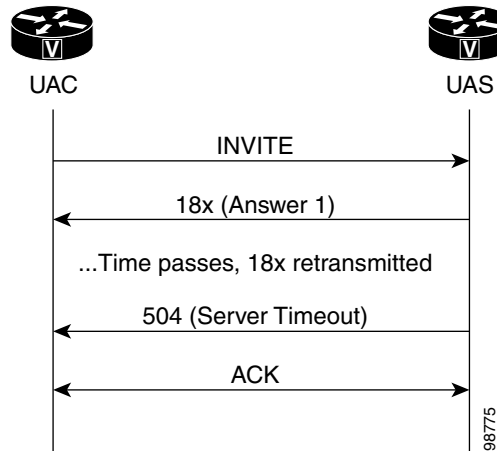 V
V
UAC
UAS
INVITE
18x (Answer 1)
...Time passes, 18x retransmitted
504 (Server Timeout)
ACK
98775